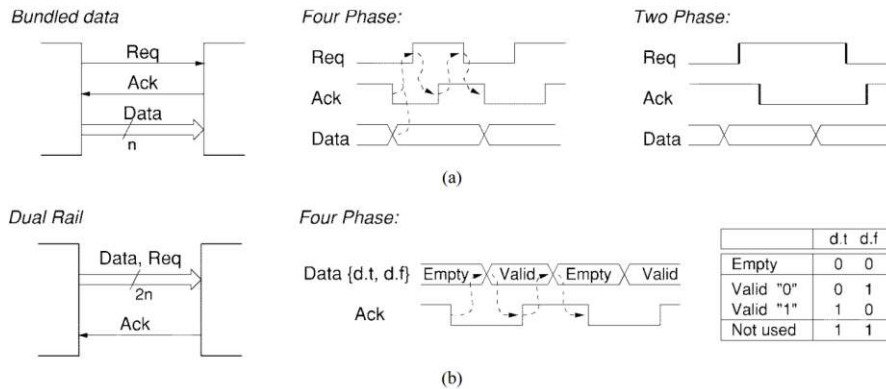 Bundled data
Req
Ack
Data
n
Four Phase:
Req
Ack
Data
Two Phase:
Req
Ack
Data
(a)
Dual Rail
Data, Req
2n
Ack
Four Phase:
Data {d.t, d.f}
Empty Valid Empty Valid
Ack
d.t d.f
Empty 0 0
Valid "0" 0 1
Valid "1" 1 0
Not used 1 1
(b)